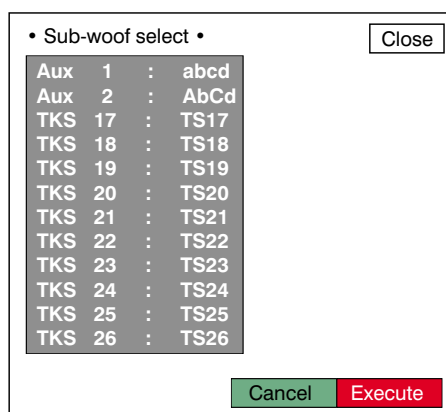 • Sub-woof select •
Close
Aux 1 : abcd
Aux 2 : AbCd
TKS 17 : TS17
TKS 18 : TS18
TKS 19 : TS19
TKS 20 : TS20
TKS 21 : TS21
TKS 22 : TS22
TKS 23 : TS23
TKS 24 : TS24
TKS 25 : TS25
TKS 26 : TS26
Cancel Execute